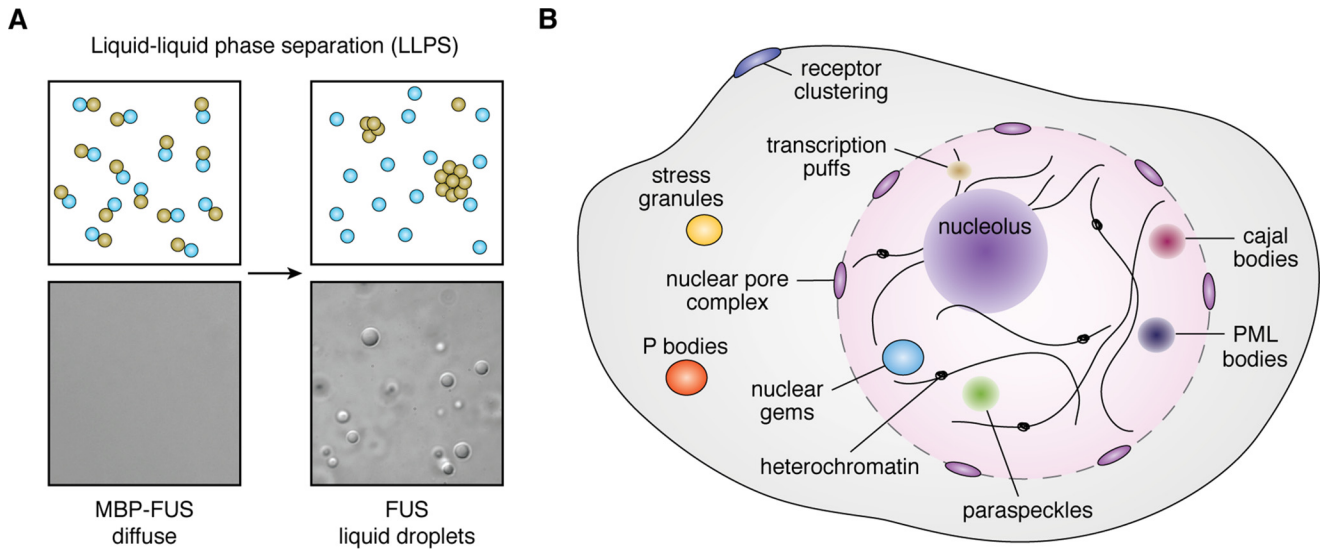 A
Liquid-liquid phase separation (LLPS)
MBP-FUS
diffuse
FUS
liquid droplets
B
receptor
clustering
transcription
puffs
stress
granules
nucleolus
cajal
bodies
nuclear pore
complex
PML
bodies
P bodies
nuclear
gems
heterochromatin
paraspeckles